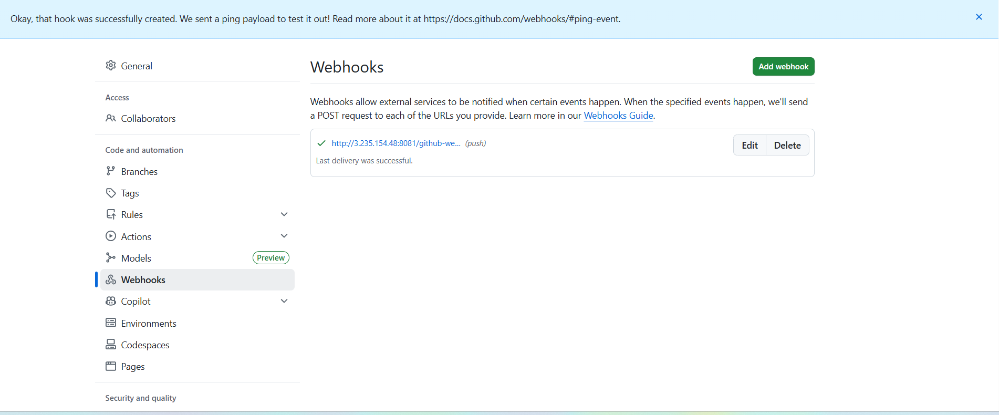 Okay, that hook was successfully created. We sent a ping payload to test it out! Read more about it at https://docs.github.com/webhooks/#ping-event.
General
Access
Collaborators
Code and automation
Branches
Tags
Rules
Actions
Models
Preview
Webhooks
Copilot
Environments
Codespaces
Pages
Security and quality
Webhooks
Add webhook
Webhooks allow external services to be notified when certain events happen. When the specified events happen, we'll send
a POST request to each of the URLs you provide. Learn more in our Webhooks Guide.
http://3.235.154.48:8081/github-we... (push)
Edit
Delete
Last delivery was successful.